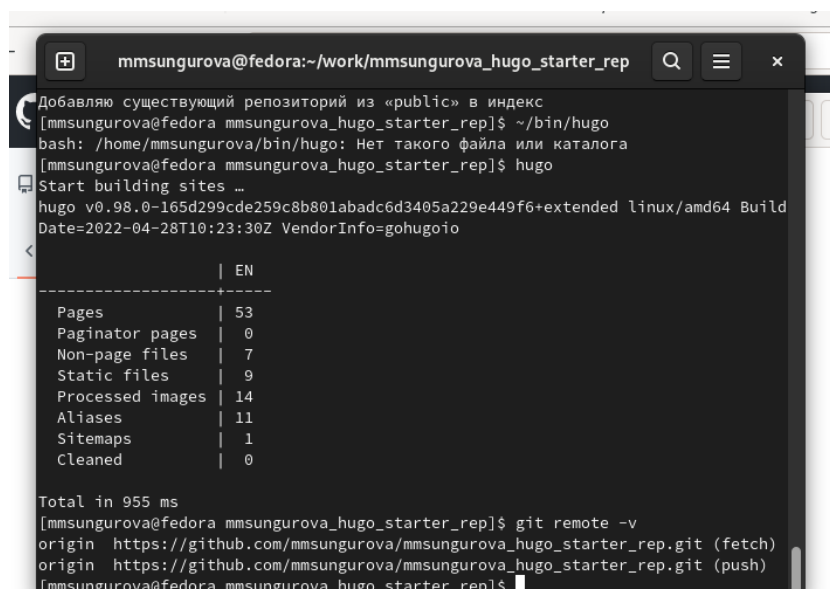 mmsungurova@fedora:~/work/mmsungurova_hugo_starter_rep
Добавляю существующий репозиторий из «public» в индекс
[mmsungurova@fedora mmsungurova_hugo_starter_rep]$ ~/bin/hugo
bash: /home/mmsungurova/bin/hugo: Нет такого файла или каталога
[mmsungurova@fedora mmsungurova_hugo_starter_rep]$ hugo
Start building sites …
hugo v0.98.0-165d299cde259c8b801abadc6d3405a229e449f6+extended linux/amd64 Build
Date=2022-04-28T10:23:30Z VendorInfo=gohugoio
| EN
-------------------+-----
Pages | 53
Paginator pages | 0
Non-page files | 7
Static files | 9
Processed images | 14
Aliases | 11
Sitemaps | 1
Cleaned | 0
Total in 955 ms
[mmsungurova@fedora mmsungurova_hugo_starter_rep]$ git remote -v
origin https://github.com/mmsungurova/mmsungurova_hugo_starter_rep.git (fetch)
origin https://github.com/mmsungurova/mmsungurova_hugo_starter_rep.git (push)
[mmsungurova@fedora mmsungurova_hugo_starter_rep]$